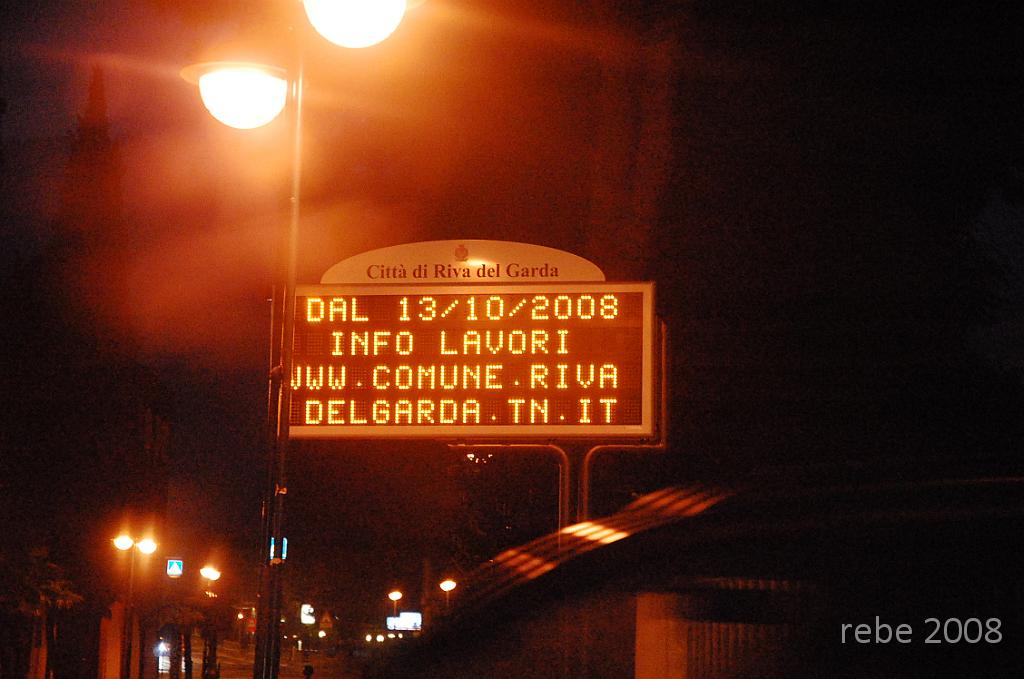 Città di Riva del Garda
DAL 13/10/2008
INFO LAVORI
WWW.COMUNE.RIVA
DELGARDA.TN.IT
rebe 2008